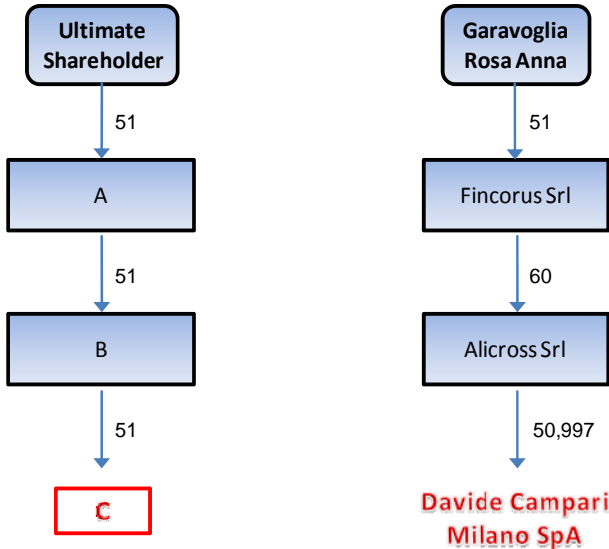 Ultimate
Shareholder
51
A
51
B
51
C
Garavoglia
Rosa Anna
51
Fincorus Srl
60
Alicross Srl
50,997
Davide Campari
Milano SpA